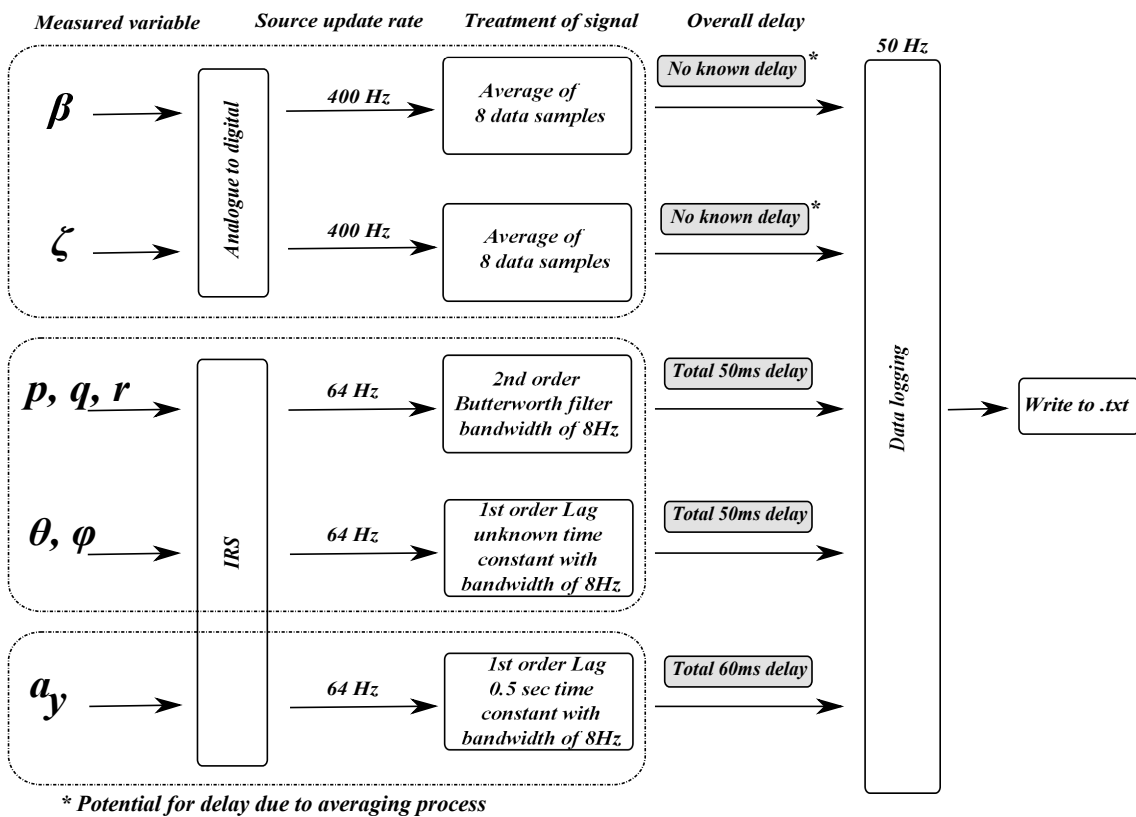 Measured variable
Source update rate
Treatment of signal
Overall delay
50 Hz
β
Analogue to digital
400 Hz
Average of
8 data samples
No known delay *
ζ
400 Hz
Average of
8 data samples
No known delay *
p, q, r
IRS
64 Hz
2nd order
Butterworth filter
bandwidth of 8Hz
Total 50ms delay
Data logging
Write to .txt
θ, φ
64 Hz
1st order Lag
unknown time
constant with
bandwidth of 8Hz
Total 50ms delay
ay
64 Hz
1st order Lag
0.5 sec time
constant with
bandwidth of 8Hz
Total 60ms delay
* Potential for delay due to averaging process